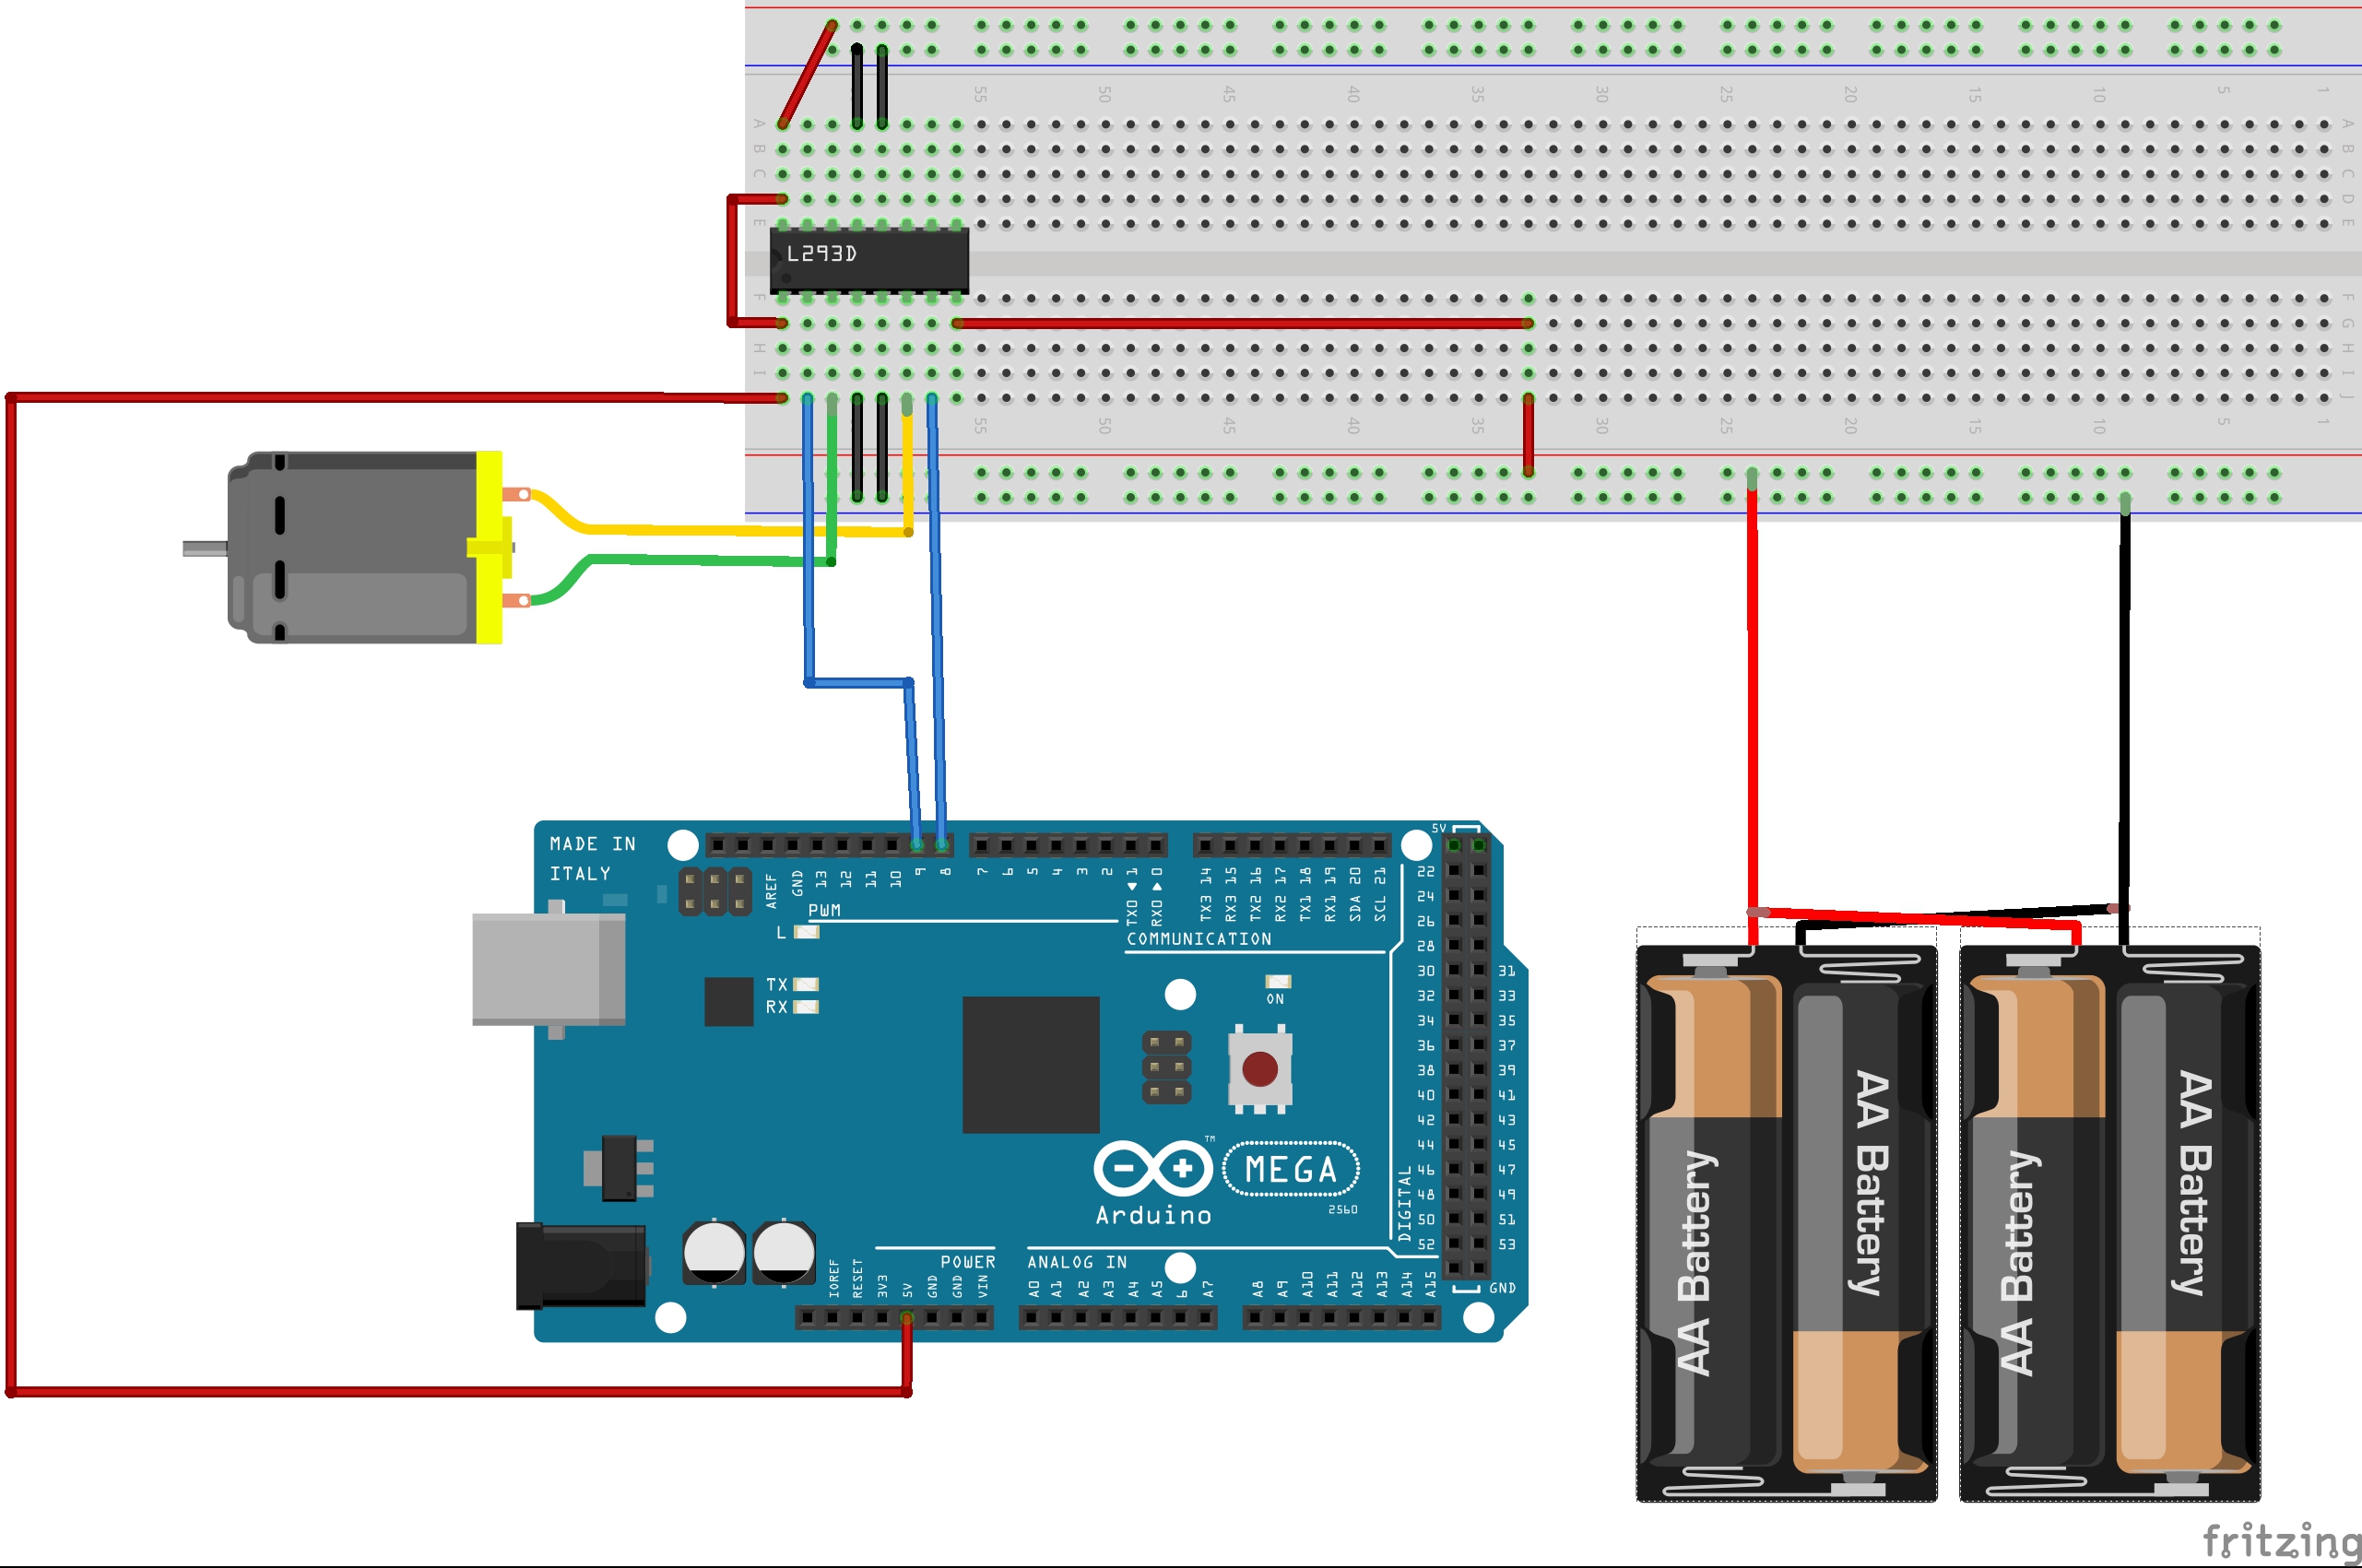 55 50 45 40 35 30 25 20 15 10 5 1
A A
B B
C C
D D
E E
L293D
F F
G
H H
I I
J
55 50 45 40 35 30 25 20 15 10 5 1
MADE IN
ITALY
5V
AREF GND 13 12 11 10 9 8 7 6 5 4 3 2 TX0 1 RX0 0 TX3 14 RX3 15 TX2 16 RX2 17 TX1 18 RX1 19 SDA 20 SCL 21
PWM
COMMUNICATION
L
TX
RX
ON
22
24
26
28
30 31
32 33
34 35
36 37
38 39
40 41
42 43
44 45
46 47
48 49
50 51
52 53
DIGITAL
GND
MEGA
TM
Arduino
2560
POWER
ANALOG IN
IOREF RESET 3V3 5V GND GND VIN A0 A1 A2 A3 A4 A5 6 A7 A8 A9 A10 A11 A12 A13 A14 A15
AA Battery
AA Battery
AA Battery
AA Battery
fritzing